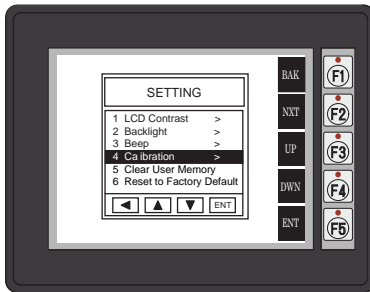 SETTING
1 LCD Contrast >
2 Backlight >
3 Beep >
4 Ca ibration >
5 Clear User Memory
6 Reset to Factory Default
ENT
BAK
NXT
UP
DWN
ENT
F1
F2
F3
F4
F5